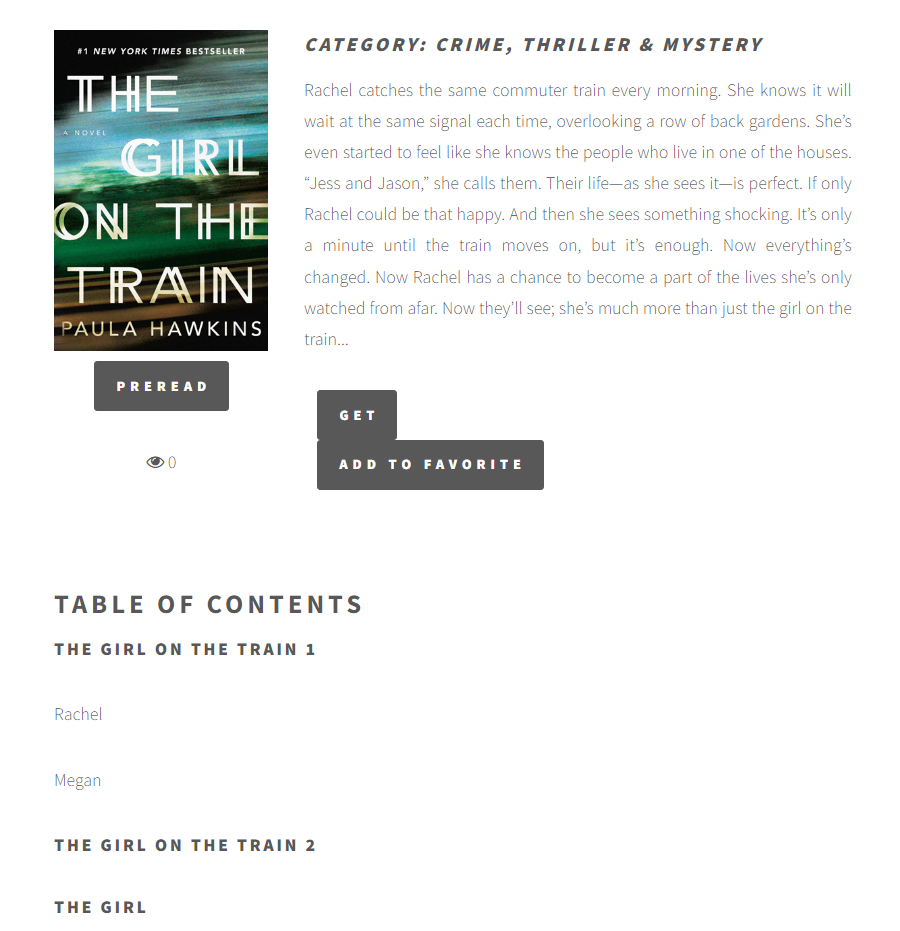 #1 NEW YORK TIMES BESTSELLER
THE
A NOVEL
GIRL
ON THE
TRAIN
PAULA HAWKINS
PREREAD
0
CATEGORY: CRIME, THRILLER & MYSTERY
Rachel catches the same commuter train every morning. She knows it will
wait at the same signal each time, overlooking a row of back gardens. She’s
even started to feel like she knows the people who live in one of the houses.
“Jess and Jason,” she calls them. Their life—as she sees it—is perfect. If only
Rachel could be that happy. And then she sees something shocking. It’s only
a minute until the train moves on, but it’s enough. Now everything’s
changed. Now Rachel has a chance to become a part of the lives she’s only
watched from afar. Now they’ll see; she’s much more than just the girl on the
train...
GET
ADD TO FAVORITE
TABLE OF CONTENTS
THE GIRL ON THE TRAIN 1
Rachel
Megan
THE GIRL ON THE TRAIN 2
THE GIRL